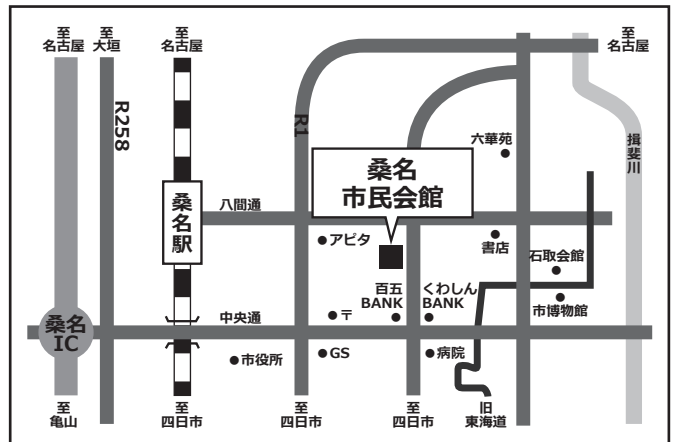 至
名古屋
至
大垣
至
名古屋
至
名古屋
R258
R1
六華苑
揖斐川
桑名
市民会館
桑名駅
八間通
アピタ
書店
石取会館
百五
BANK
くわしん
BANK
市博物館
中央通
〒
桑名
IC
市役所
GS
病院
至
亀山
至
四日市
至
四日市
至
四日市
旧
東海道